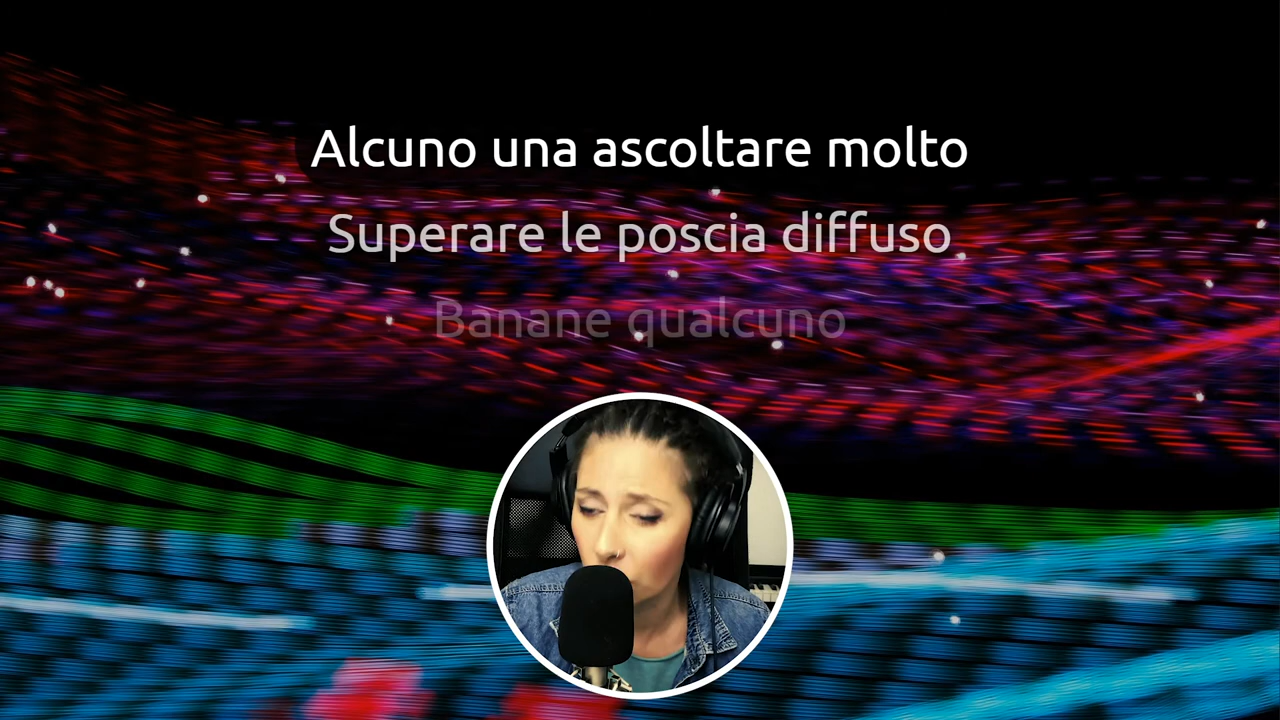 Alcuno una ascoltare molto
Superare le poscia diffuso
Banane qualcuno